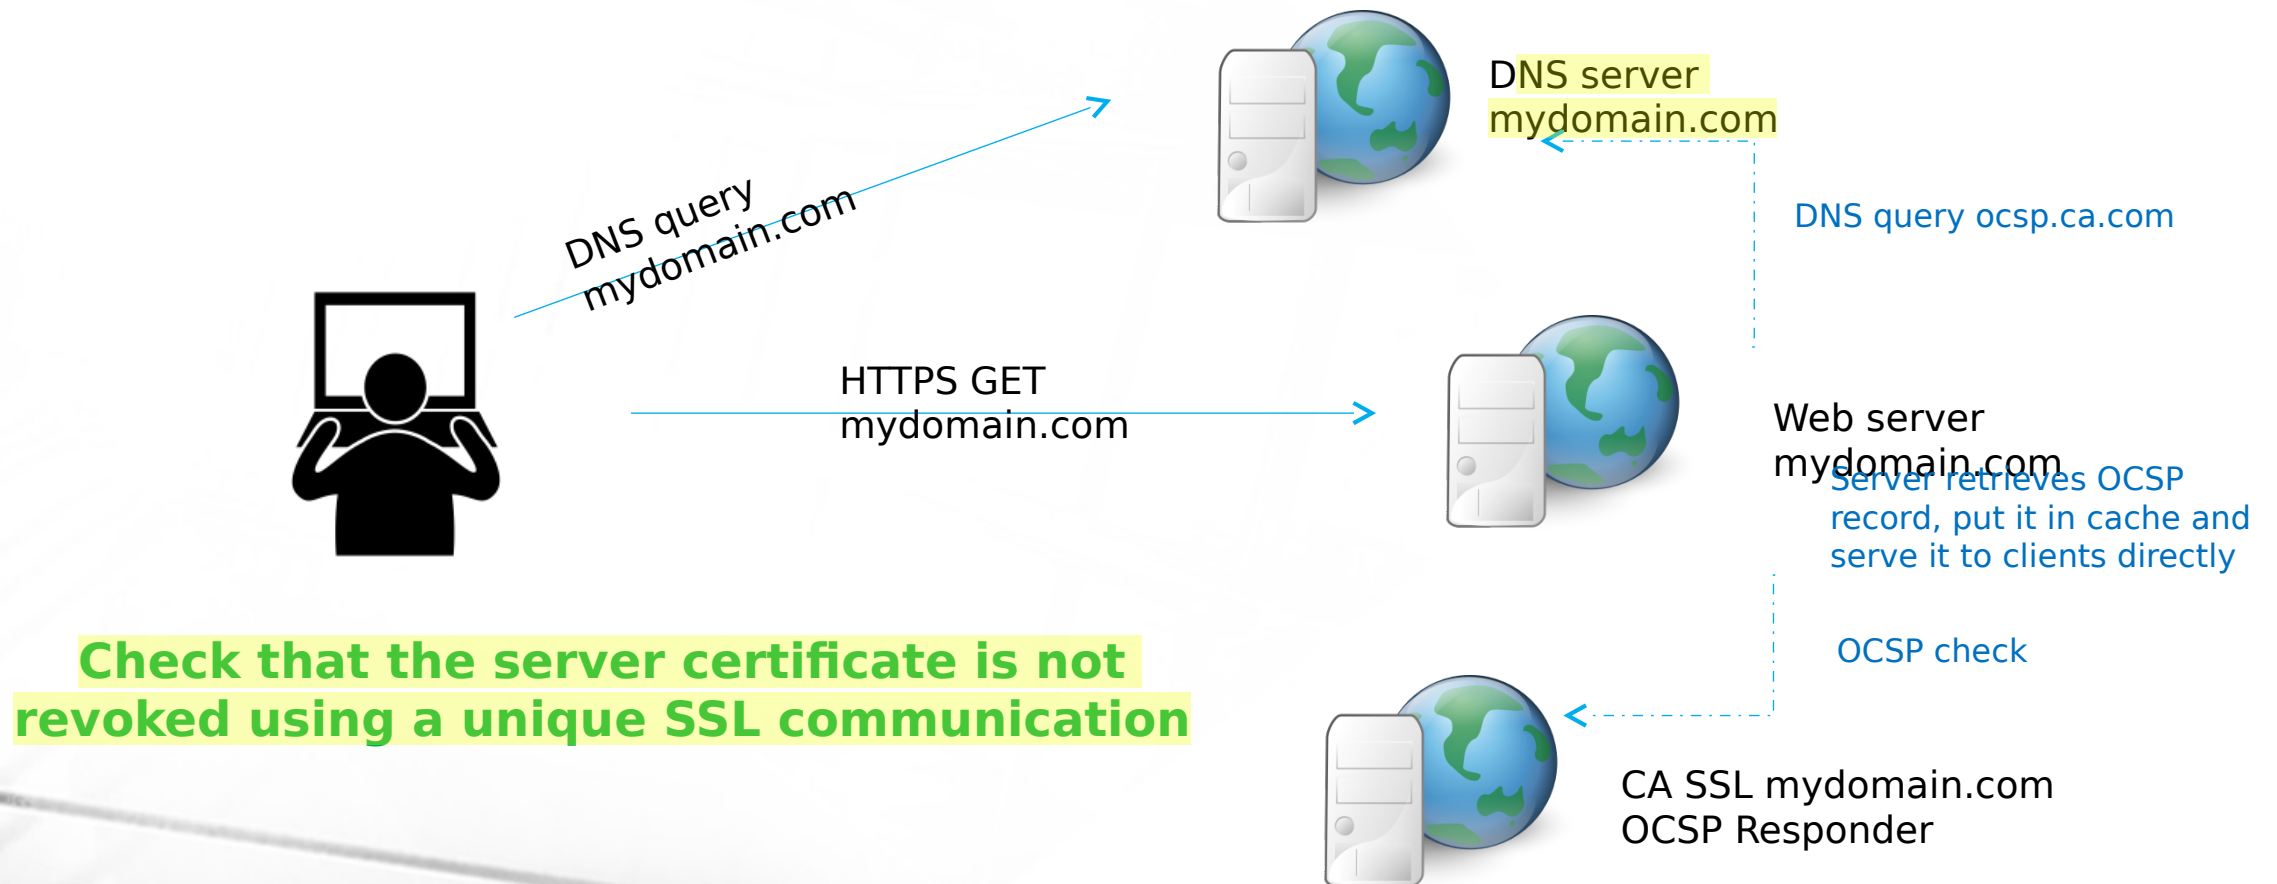 DNS server
mydomain.com
DNS query
mydomain.com
DNS query ocsp.ca.com
HTTPS GET
mydomain.com
Web server
mydomain.com
Server retrieves OCSP
record, put it in cache and
serve it to clients directly
Check that the server certificate is not
revoked using a unique SSL communication
OCSP check
CA SSL mydomain.com
OCSP Responder